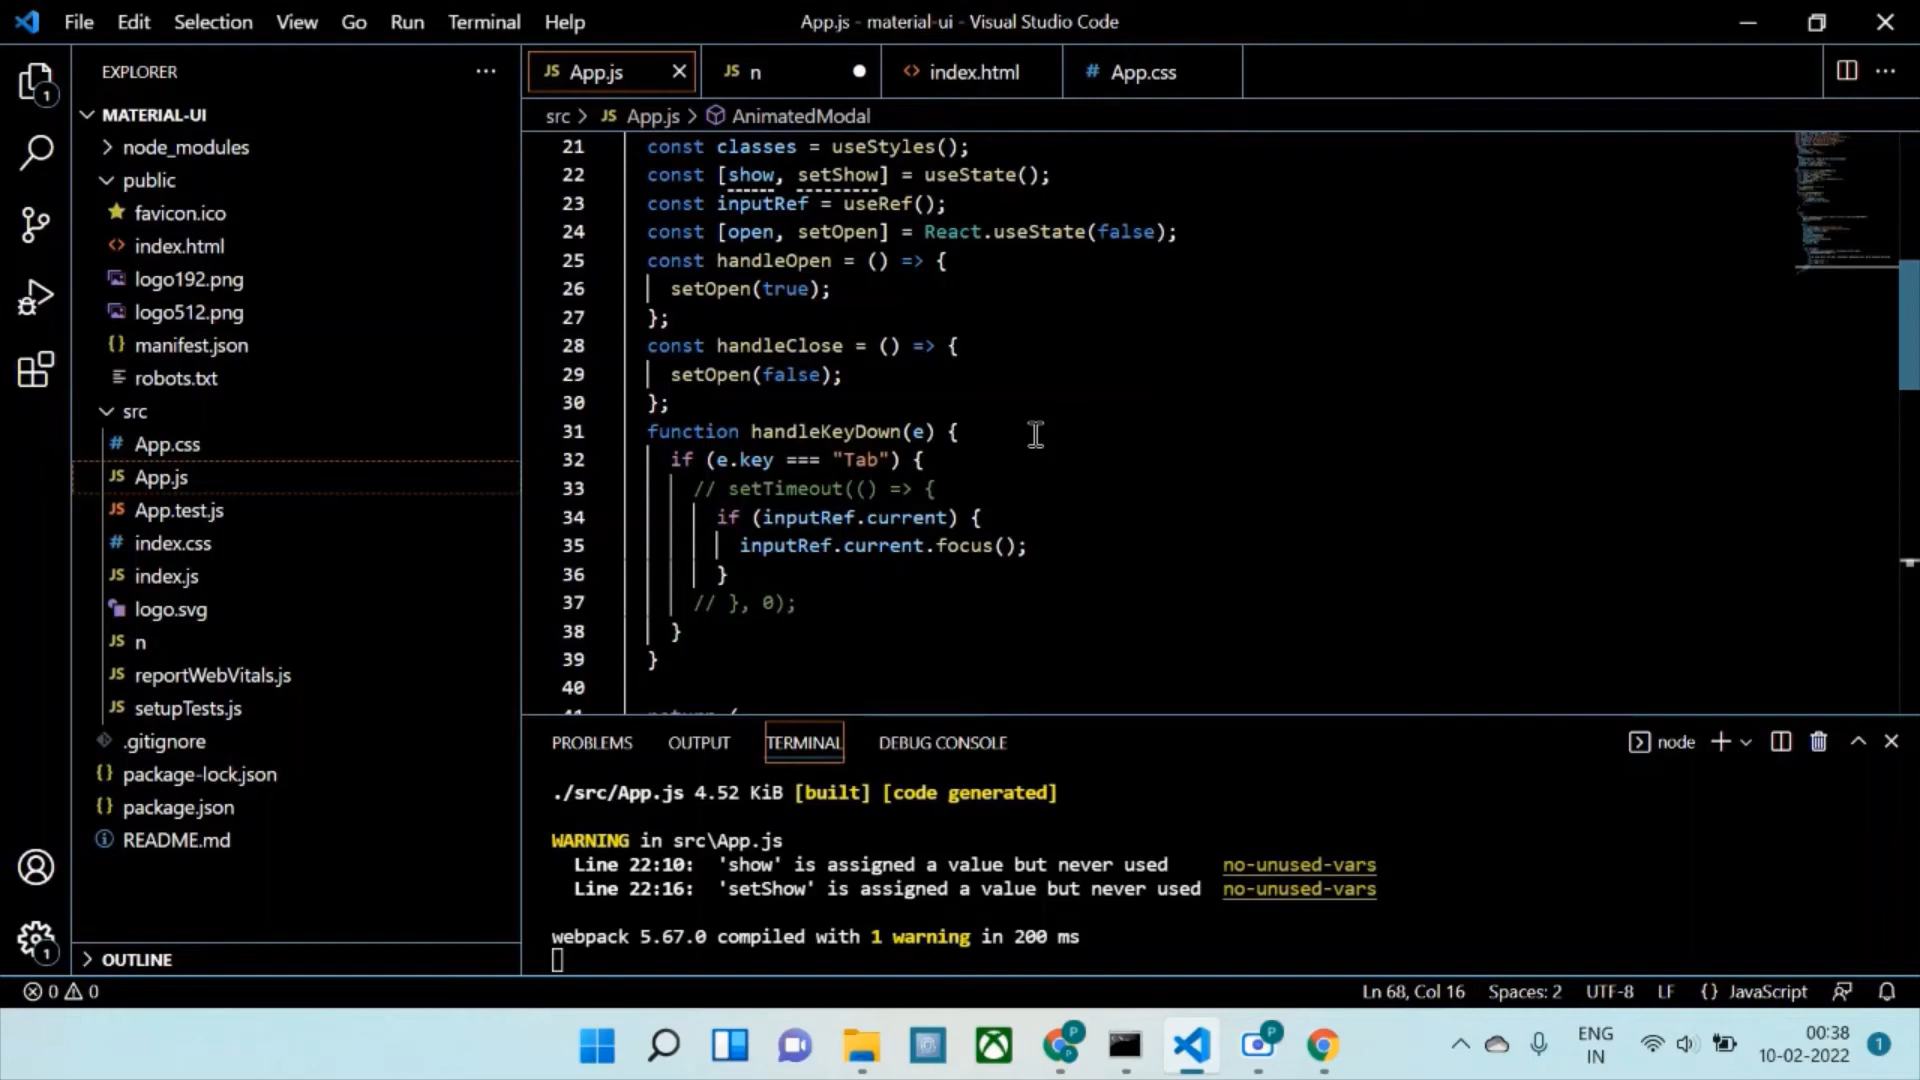 File Edit Selection View Go Run Terminal Help
App.js - material-ui - Visual Studio Code
EXPLORER
MATERIAL-UI
node_modules
public
favicon.ico
index.html
logo192.png
logo512.png
manifest.json
robots.txt
src
App.css
App.js
App.test.js
index.css
index.js
logo.svg
n
reportWebVitals.js
setupTests.js
.gitignore
package-lock.json
package.json
README.md
OUTLINE
JS App.js
JS n
index.html
# App.css
src > JS App.js > AnimatedModal
21 const classes = useStyles();
22 const [show, setShow] = useState();
23 const inputRef = useRef();
24 const [open, setOpen] = React.useState(false);
25 const handleOpen = () => {
26 setOpen(true);
27 };
28 const handleClose = () => {
29 setOpen(false);
30 };
31 function handleKeyDown(e) {
32 if (e.key === "Tab") {
33 // setTimeout(() => {
34 if (inputRef.current) {
35 inputRef.current.focus();
36 }
37 // }, 0);
38 }
39 }
40
PROBLEMS OUTPUT TERMINAL DEBUG CONSOLE
node
./src/App.js 4.52 KiB [built] [code generated]
WARNING in src\App.js
Line 22:10: 'show' is assigned a value but never used no-unused-vars
Line 22:16: 'setShow' is assigned a value but never used no-unused-vars
webpack 5.67.0 compiled with 1 warning in 200 ms
0 0
Ln 68, Col 16 Spaces: 2 UTF-8 LF {} JavaScript
ENG
IN
00:38
10-02-2022
1